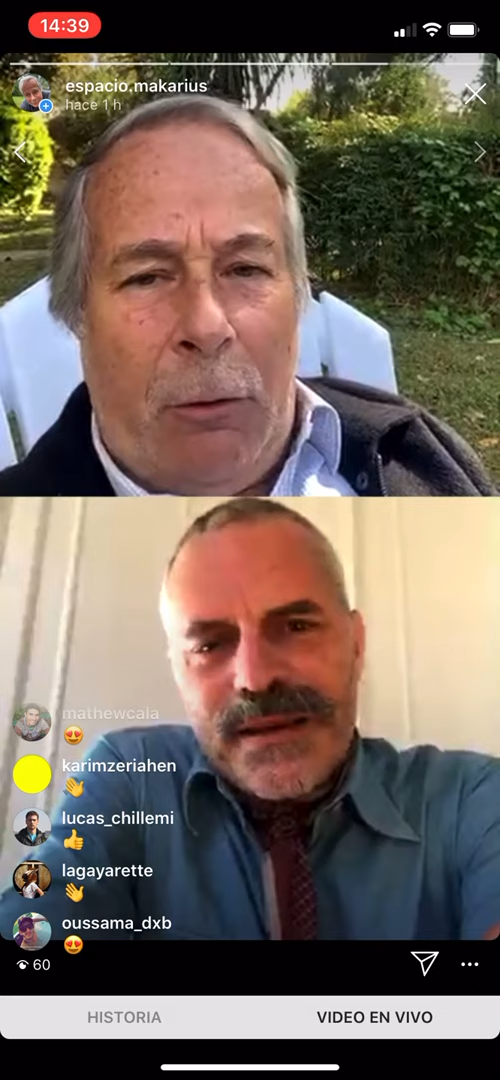 14:39
espacio.makarius
hace 1 h
mathewcala
😍
karimzeriahen
👋
lucas_chillemi
👍
lagayarette
👋
oussama_dxb
😍
60
HISTORIA
VIDEO EN VIVO